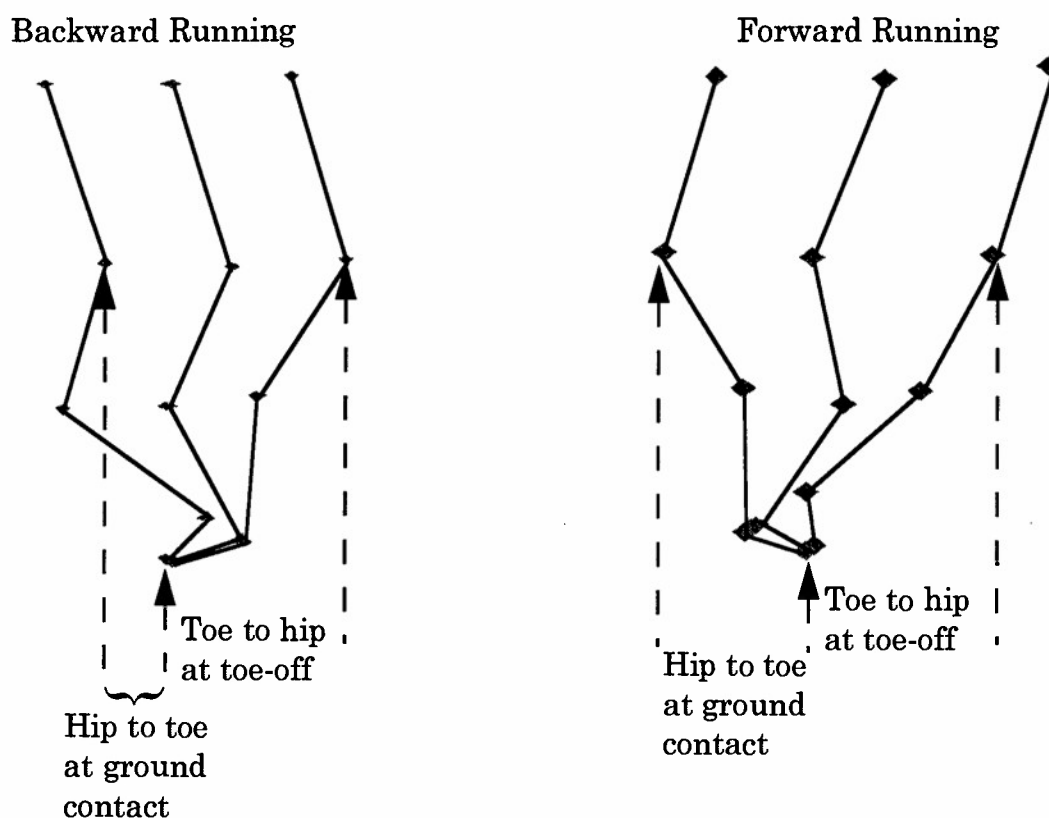 Backward Running
Forward Running
Toe to hip
at toe-off
Hip to toe
at ground
contact
Toe to hip
at toe-off
Hip to toe
at ground
contact